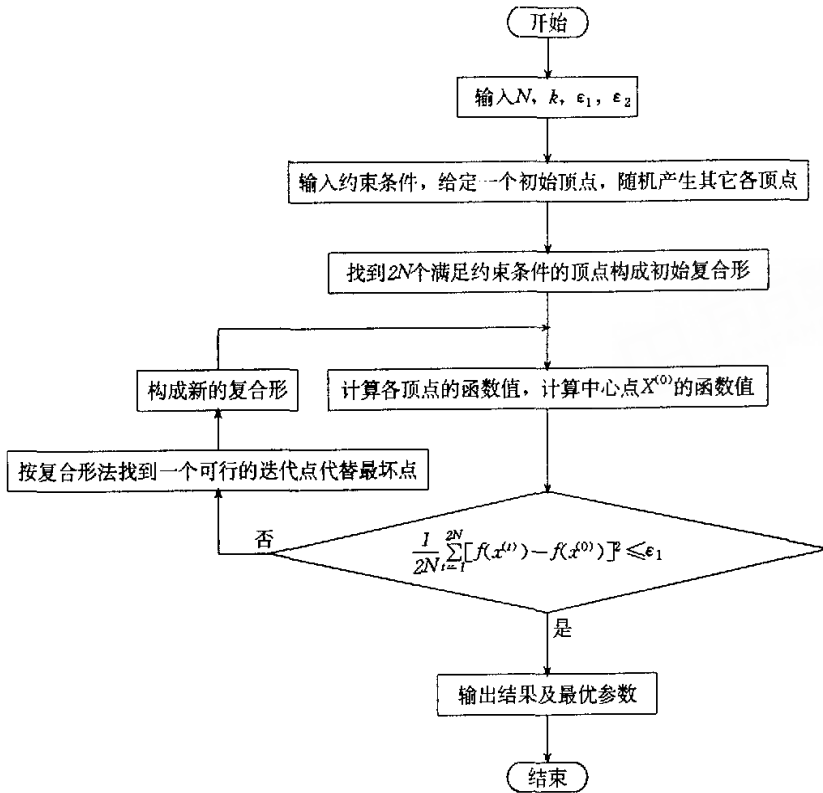 开始
输入N, k, ε₁, ε₂
输入约束条件，给定一个初始顶点，随机产生其它各顶点
找到2N个满足约束条件的顶点构成初始复合形
构成新的复合形
计算各顶点的函数值，计算中心点X⁽⁰⁾的函数值
按复合形法找到一个可行的迭代点代替最坏点
否
1/2N 2N∑i=1 [f(x⁽ⁱ⁾)−f(x⁽⁰⁾)]² ≤ε₁
是
输出结果及最优参数
结束